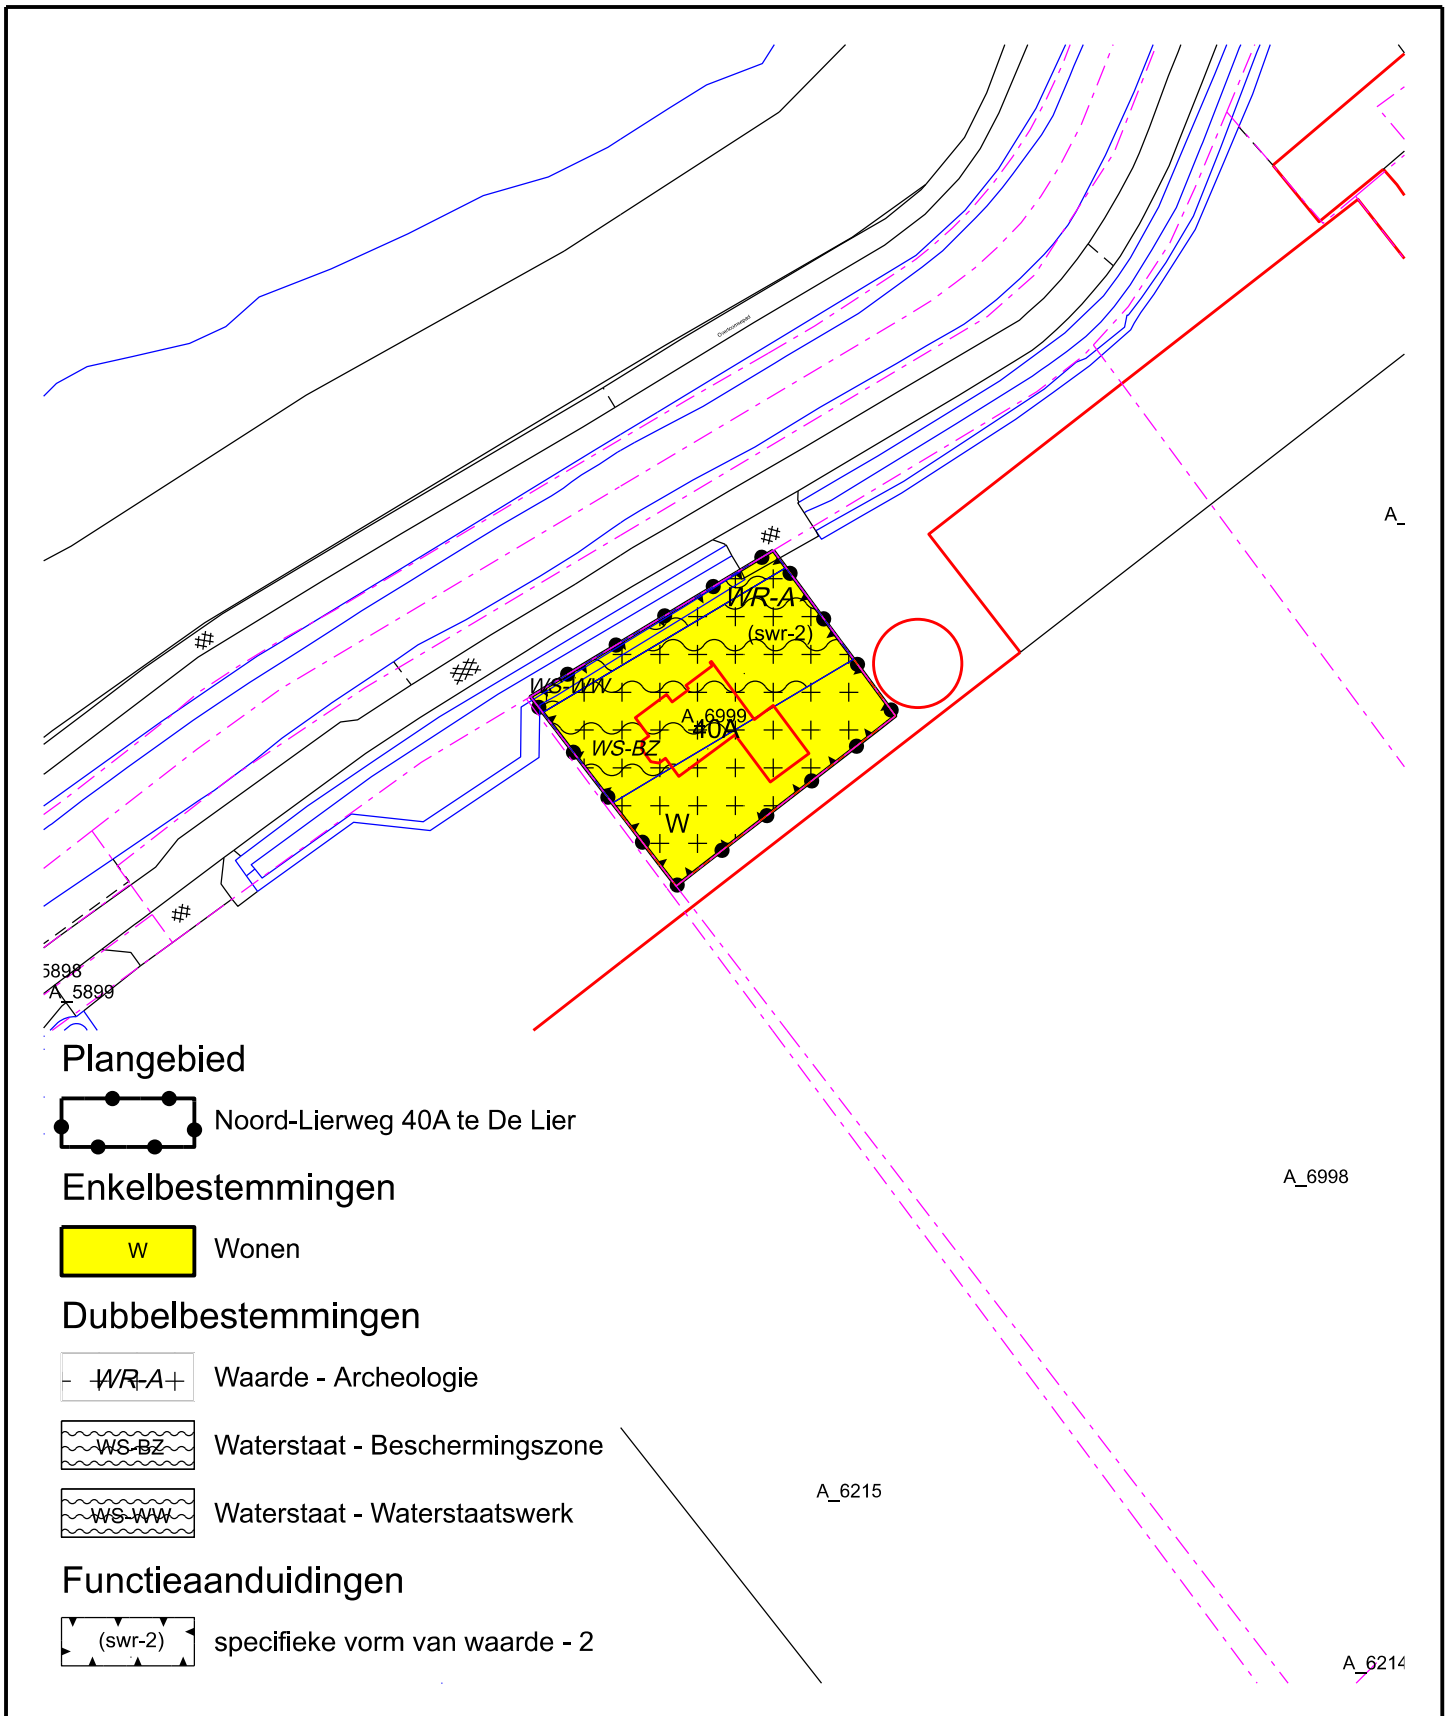 Overtoomsepad
A_
WR-A
(swr-2)
WS-WW
A_6999
40A
WS-BZ
W
5898
A_5899
Plangebied
Noord-Lierweg 40A te De Lier
A_6998
Enkelbestemmingen
W Wonen
Dubbelbestemmingen
WR-A Waarde - Archeologie
WS-BZ Waterstaat - Beschermingszone
A_6215
WS-WW Waterstaat - Waterstaatswerk
Functieaanduidingen
(swr-2) specifieke vorm van waarde - 2
A_6214